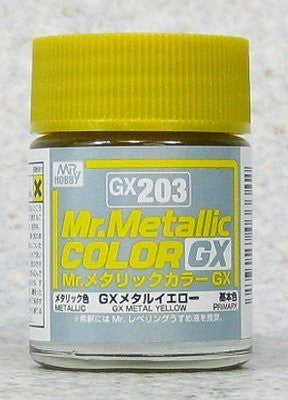 MR HOBBY
GX203
Mr.Metallic
COLOR GX
Mr.メタリックカラー GX
メタリック色 GXメタルイエロー 基本色
METALLIC GX METAL YELLOW PRIMARY
※希釈には Mr. レベリングうすめ液を推奨。